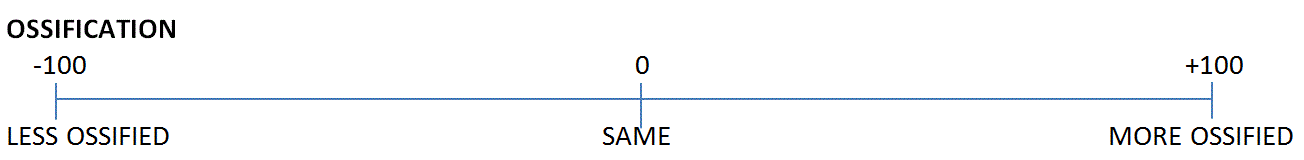 OSSIFICATION
-100 0 +100
LESS OSSIFIED SAME MORE OSSIFIED